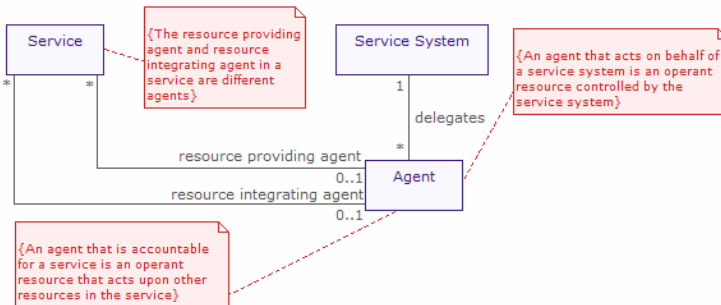 Service
{The resource providing
agent and resource
integrating agent in a
service are different
agents}
Service System
{An agent that acts on behalf of
a service system is an operant
resource controlled by the
service system}
*
*
1
delegates
*
resource providing agent
0..1
Agent
resource integrating agent
0..1
{An agent that is accountable
for a service is an operant
resource that acts upon other
resources in the service}